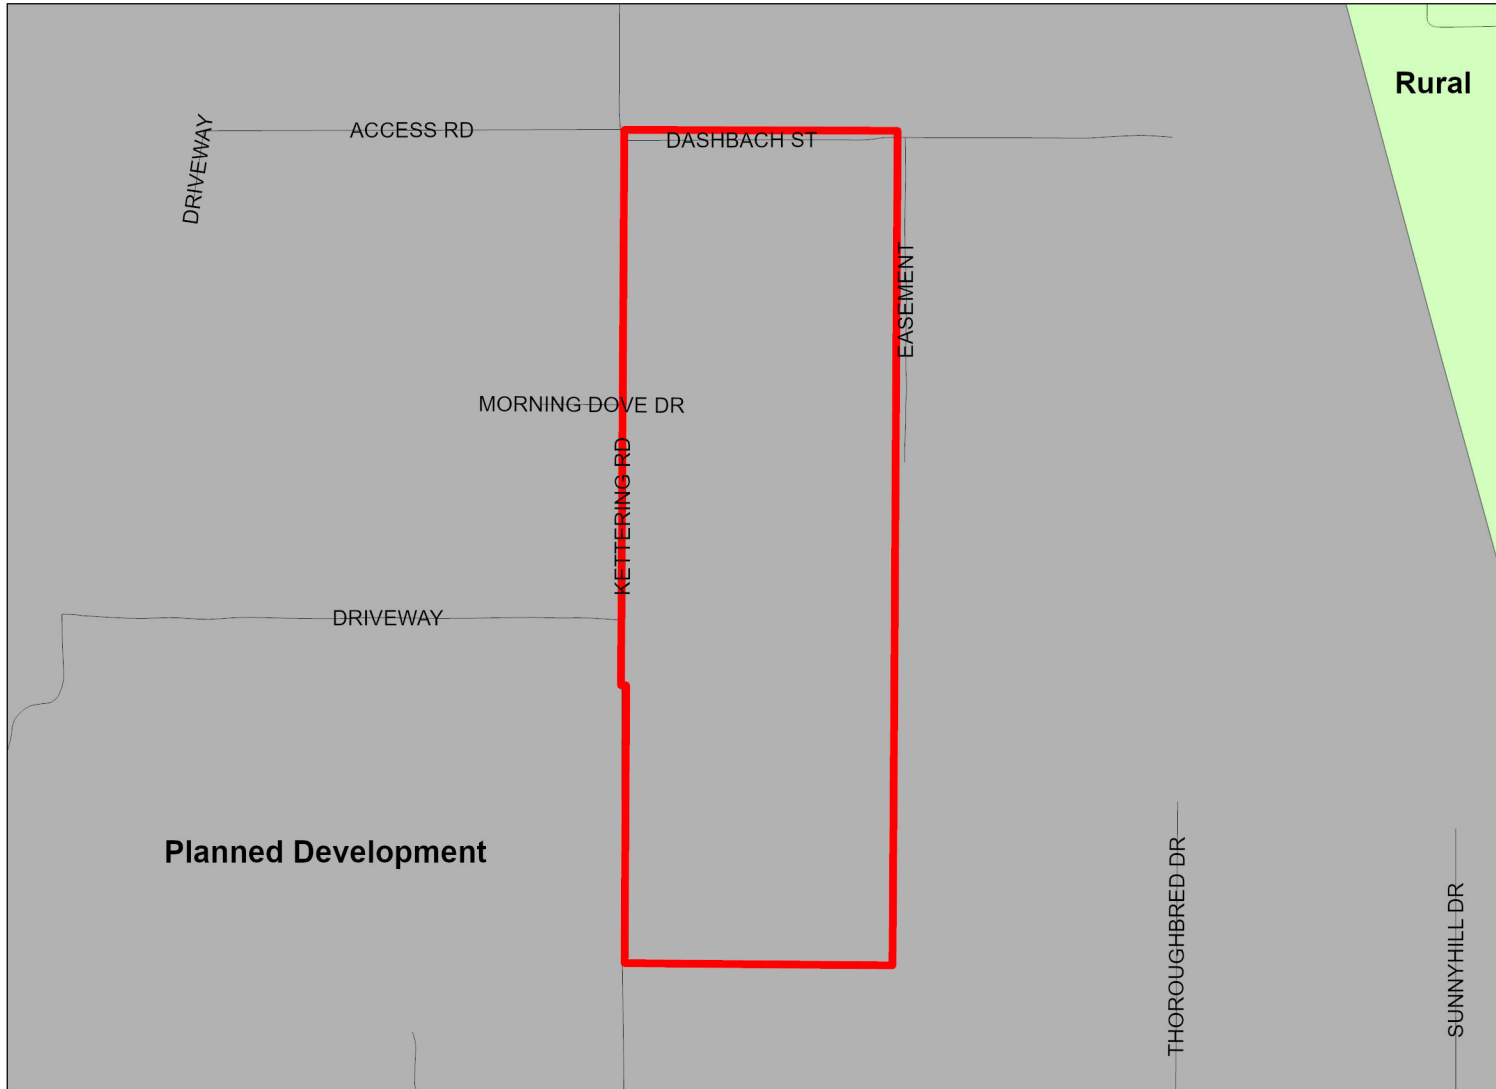 Rural
ACCESS RD
DASHBACH ST
DRIVEWAY
EASEMENT
MORNING DOVE DR
KETTERING RD
DRIVEWAY
Planned Development
THOROUGHBRED DR
SUNNYHILL DR